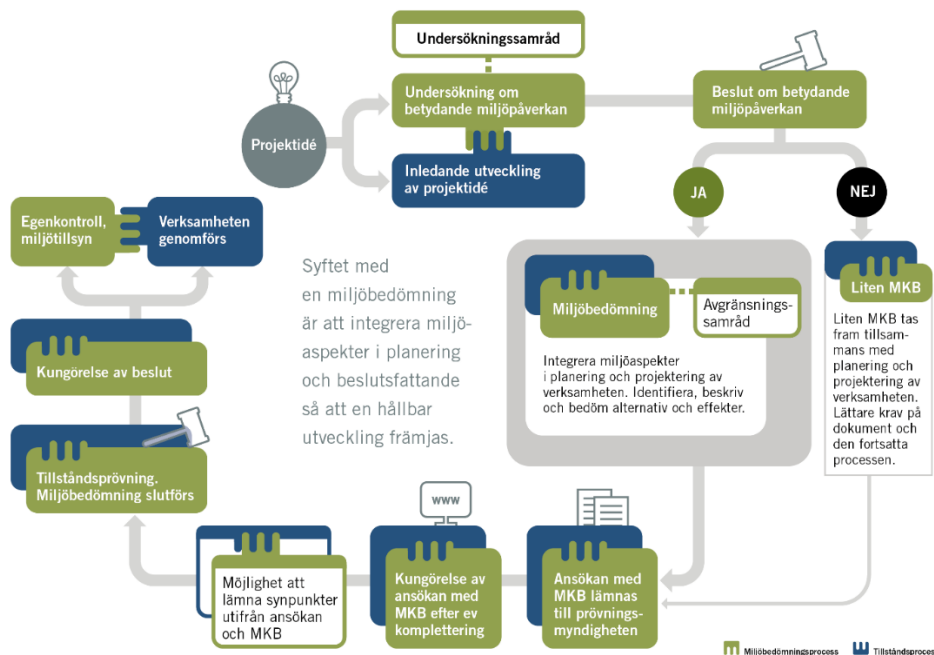 Undersökningssamråd
Undersökning om
betydande miljöpåverkan
Beslut om betydande
miljöpåverkan
Projektidé
Inledande utveckling
av projektidé
JA
NEJ
Egenkontroll,
miljötillsyn
Verksamheten
genomförs
Syftet med
en miljöbedömning
är att integrera miljö-
aspekter i planering
och beslutsfattande
så att en hållbar
utveckling främjas.
Miljöbedömning
Avgränsnings-
samråd
Integrera miljöaspekter
i planering och projektering av
verksamheten. Identifiera, beskriv
och bedöm alternativ och effekter.
Liten MKB
Liten MKB tas
fram tillsam-
mans med
planering och
projektering av
verksamheten.
Lättare krav på
dokument och
den fortsatta
processen.
Kungörelse av beslut
Tillståndsprövning.
Miljöbedömning slutförs
Möjlighet att
lämna synpunkter
utifrån ansökan
och MKB
www
Kungörelse av
ansökan med
MKB efter ev
komplettering
Ansökan med
MKB lämnas
till prövnings-
myndigheten
Miljöbedömningsprocess
Tillståndsproces